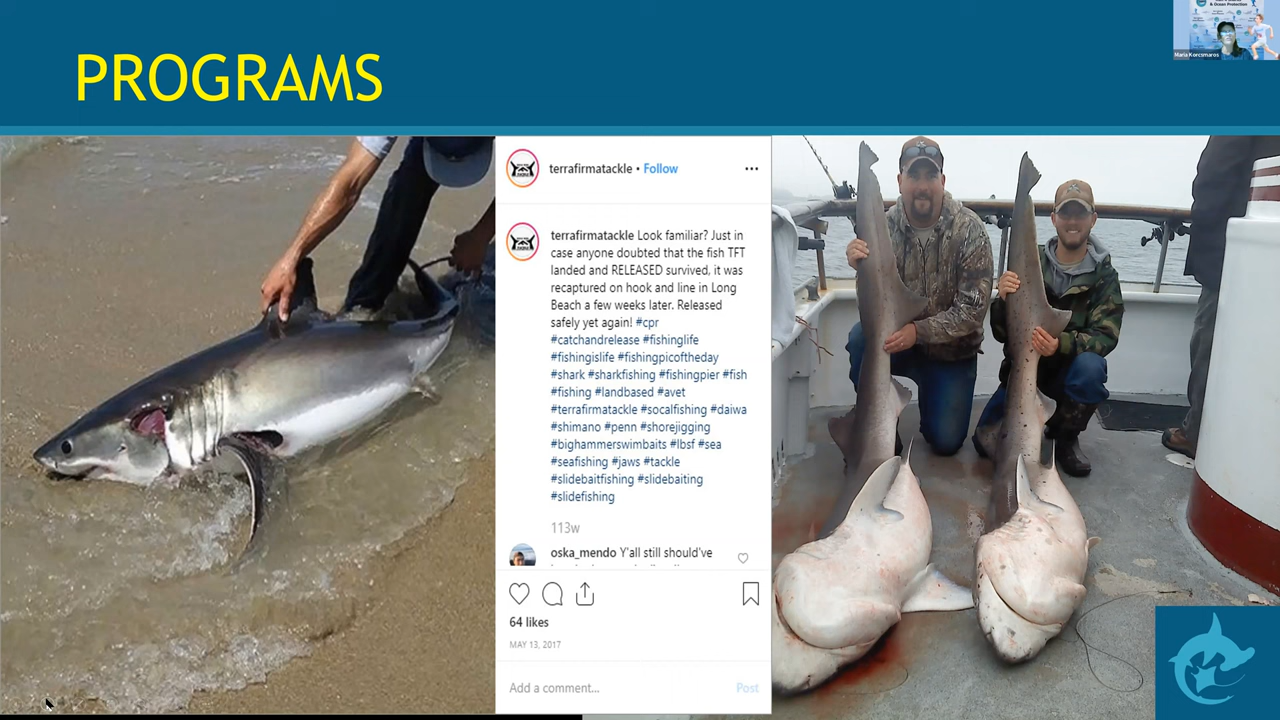 PROGRAMS
& Ocean Protection
Maria Korcsmaros
terrafirmatackle • Follow
terrafirmatackle Look familiar? Just in
case anyone doubted that the fish TFT
landed and RELEASED survived, it was
recaptured on hook and line in Long
Beach a few weeks later. Released
safely yet again! #cpr
#catchandrelease #fishinglife
#fishingislife #fishingpicoftheday
#shark #sharkfishing #fishingpier #fish
#fishing #landbased #avet
#terrafirmatackle #socalfishing #daiwa
#shimano #penn #shorejigging
#bighammerswimbaits #lbsf #sea
#seafishing #jaws #tackle
#slidebaitfishing #slidebaiting
#slidefishing
113w
oska_mendo Y'all still should've
64 likes
MAY 13, 2017
Add a comment... Post